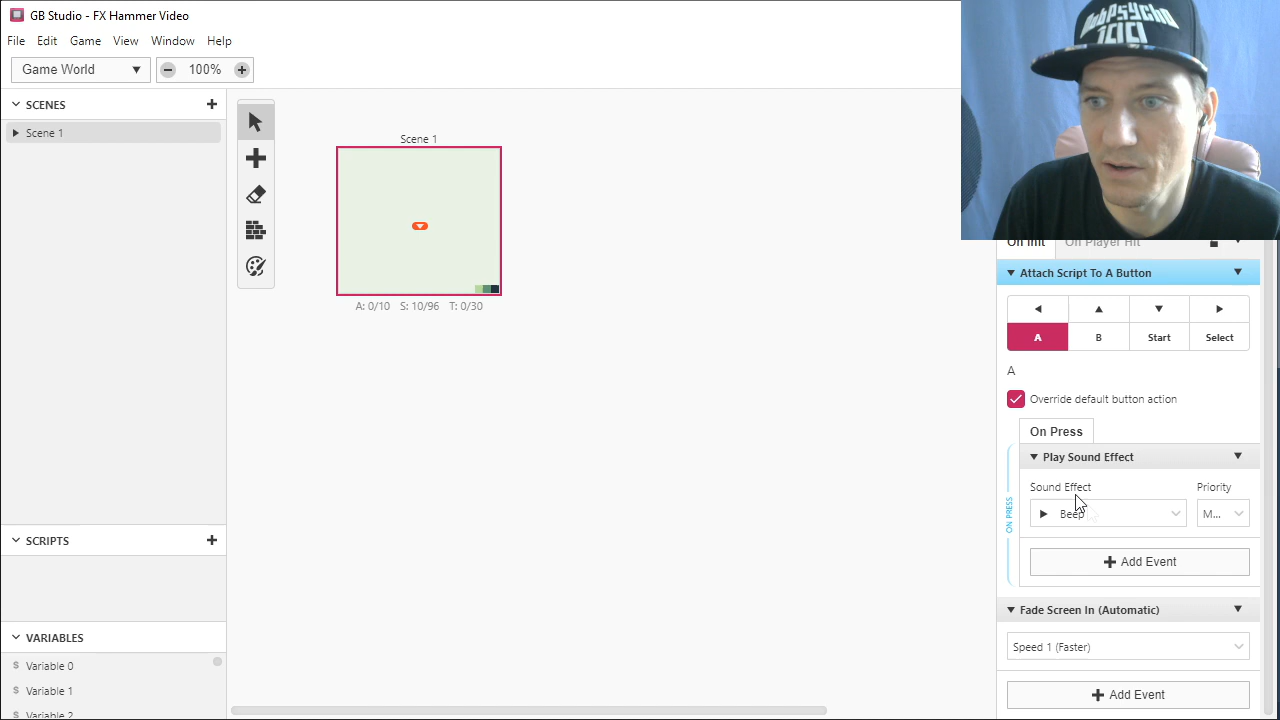 GB Studio - FX Hammer Video
File Edit Game View Window Help
Game World
100%
SCENES
Scene 1
Scene 1
A: 0/10 S: 10/96 T: 0/30
SCRIPTS
VARIABLES
$ Variable 0
$ Variable 1
$ Variable 2
On Init On Player Hit
Attach Script To A Button
A B Start Select
A
Override default button action
On Press
ON PRESS
Play Sound Effect
Sound Effect Priority
Beep M...
Add Event
Fade Screen In (Automatic)
Speed 1 (Faster)
Add Event